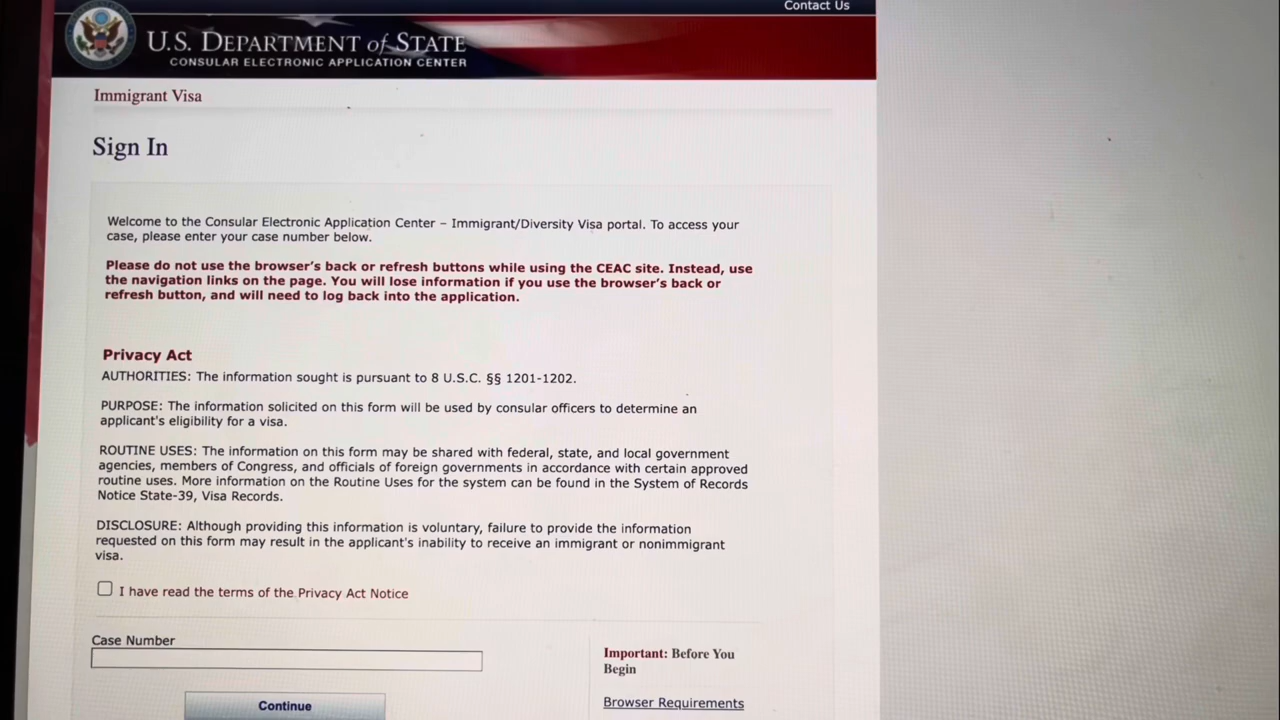 Contact Us
U.S. DEPARTMENT of STATE
CONSULAR ELECTRONIC APPLICATION CENTER
Immigrant Visa
Sign In
Welcome to the Consular Electronic Application Center – Immigrant/Diversity Visa portal. To access your
case, please enter your case number below.
Please do not use the browser's back or refresh buttons while using the CEAC site. Instead, use
the navigation links on the page. You will lose information if you use the browser's back or
refresh button, and will need to log back into the application.
Privacy Act
AUTHORITIES: The information sought is pursuant to 8 U.S.C. §§ 1201-1202.
PURPOSE: The information solicited on this form will be used by consular officers to determine an
applicant's eligibility for a visa.
ROUTINE USES: The information on this form may be shared with federal, state, and local government
agencies, members of Congress, and officials of foreign governments in accordance with certain approved
routine uses. More information on the Routine Uses for the system can be found in the System of Records
Notice State-39, Visa Records.
DISCLOSURE: Although providing this information is voluntary, failure to provide the information
requested on this form may result in the applicant's inability to receive an immigrant or nonimmigrant
visa.
I have read the terms of the Privacy Act Notice
Case Number
Continue
Important: Before You
Begin
Browser Requirements